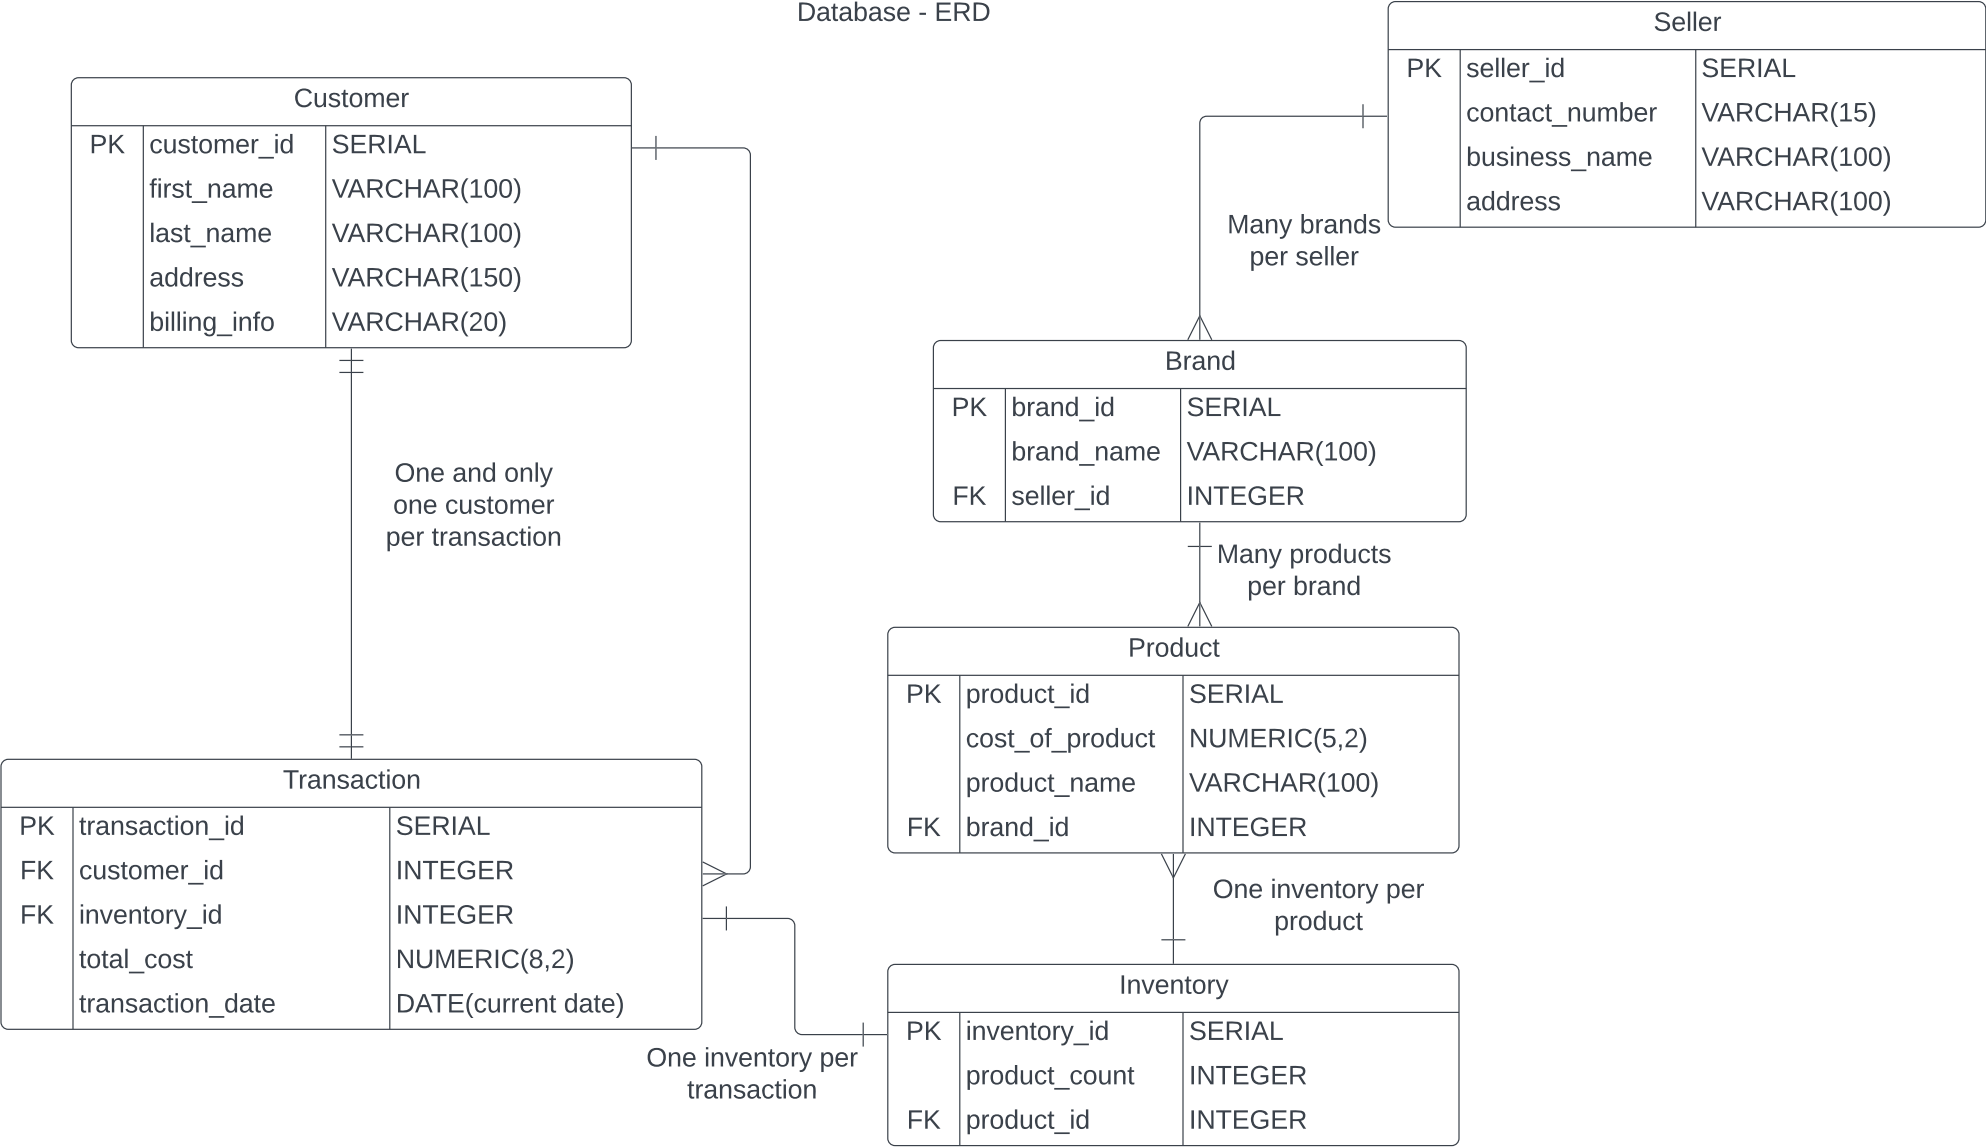 Database - ERD
Customer
PK customer_id SERIAL
first_name VARCHAR(100)
last_name VARCHAR(100)
address VARCHAR(150)
billing_info VARCHAR(20)
One and only
one customer
per transaction
Transaction
PK transaction_id SERIAL
FK customer_id INTEGER
FK inventory_id INTEGER
total_cost NUMERIC(8,2)
transaction_date DATE(current date)
One inventory per
transaction
Seller
PK seller_id SERIAL
contact_number VARCHAR(15)
business_name VARCHAR(100)
address VARCHAR(100)
Many brands
per seller
Brand
PK brand_id SERIAL
brand_name VARCHAR(100)
FK seller_id INTEGER
Many products
per brand
Product
PK product_id SERIAL
cost_of_product NUMERIC(5,2)
product_name VARCHAR(100)
FK brand_id INTEGER
One inventory per
product
Inventory
PK inventory_id SERIAL
product_count INTEGER
FK product_id INTEGER